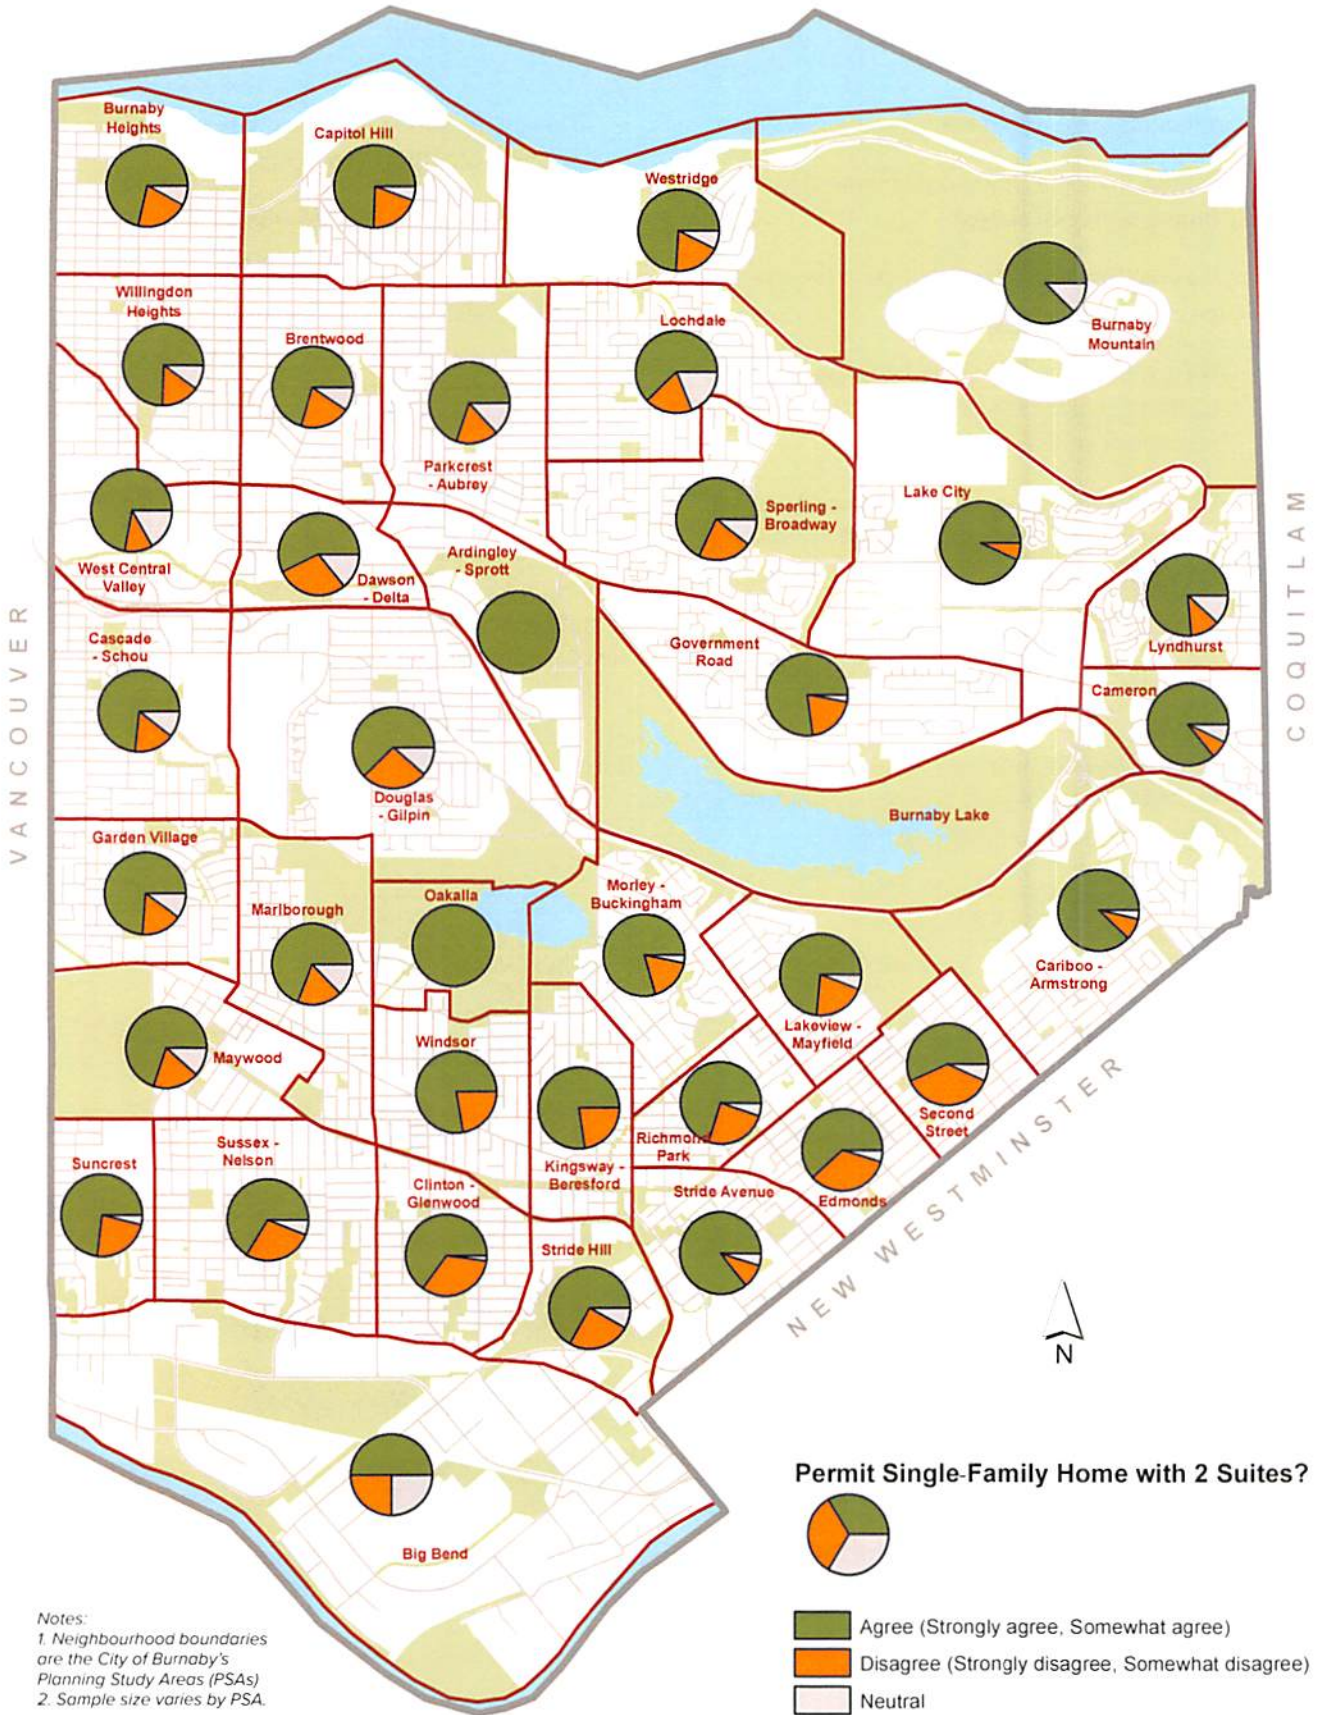 Burnaby
Heights
Capitol Hill
Westridge
Burnaby
Mountain
Willingdon
Heights
Brentwood
Lochdale
Parkcrest
- Aubrey
Sperling -
Broadway
Lake City
West Central
Valley
Dawson
- Delta
Ardingley
- Sprott
Lyndhurst
Government
Road
Cascade
- Schou
Cameron
VANCOUVER
COQUITLAM
Douglas
- Gilpin
Burnaby Lake
Garden Village
Marlborough
Oakalla
Morley -
Buckingham
Cariboo -
Armstrong
Lakeview -
Mayfield
Maywood
Windsor
Second
Street
Richmond
Park
Kingsway -
Beresford
Edmonds
Suncrest
Sussex -
Nelson
Clinton -
Glenwood
Stride Avenue
Stride Hill
NEW WESTMINSTER
N
Big Bend
Permit Single-Family Home with 2 Suites?
Agree (Strongly agree, Somewhat agree)
Disagree (Strongly disagree, Somewhat disagree)
Neutral
Notes:
1. Neighbourhood boundaries
are the City of Burnaby's
Planning Study Areas (PSAs)
2. Sample size varies by PSA.